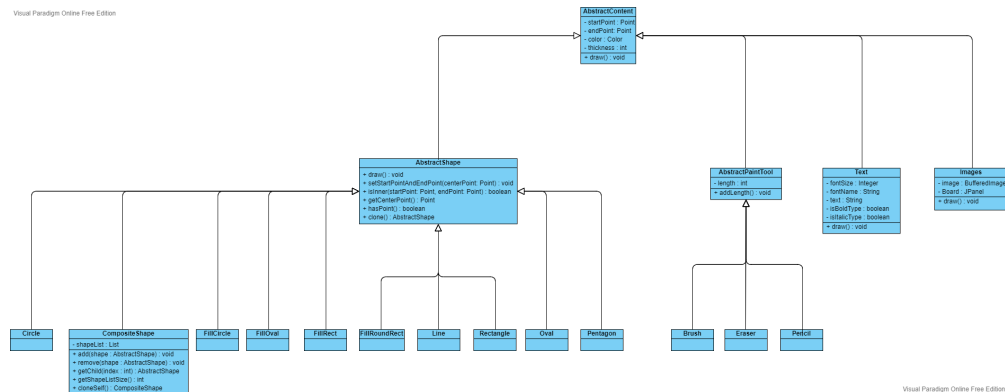 Visual Paradigm Online Free Edition
AbstractContent
- startPoint : Point
- endPoint: Point
- color : Color
- thickness : int
+ draw() : void
AbstractShape
+ draw() : void
+ setStartPointAndEndPoint(centerPoint: Point) : void
+ isInner(startPoint: Point, endPoint: Point) : boolean
+ getCenterPoint() : Point
+ hasPoint() : boolean
+ clone() : AbstractShape
AbstractPaintTool
- length : int
+ addLength() : void
Text
- fontSize : Integer
- fontName : String
- text : String
- isBoldType : boolean
- isItalicType : boolean
+ draw() : void
Images
- image : BufferedImage
- Board : JPanel
+ draw() : void
Circle
CompositeShape
- shapeList : List
+ add(shape : AbstractShape) : void
+ remove(shape : AbstractShape) : void
+ getChild(index : int) : AbstractShape
+ getShapeListSize() : int
+ cloneSelf() : CompositeShape
FillCircle
FillOval
FillRect
FillRoundRect
Line
Rectangle
Oval
Pentagon
Brush
Eraser
Pencil
Visual Paradigm Online Free Edition